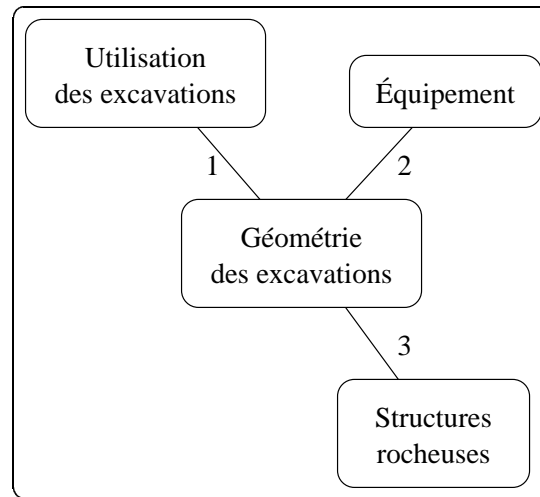 Utilisation
des excavations
Équipement
1
2
Géométrie
des excavations
3
Structures
rocheuses